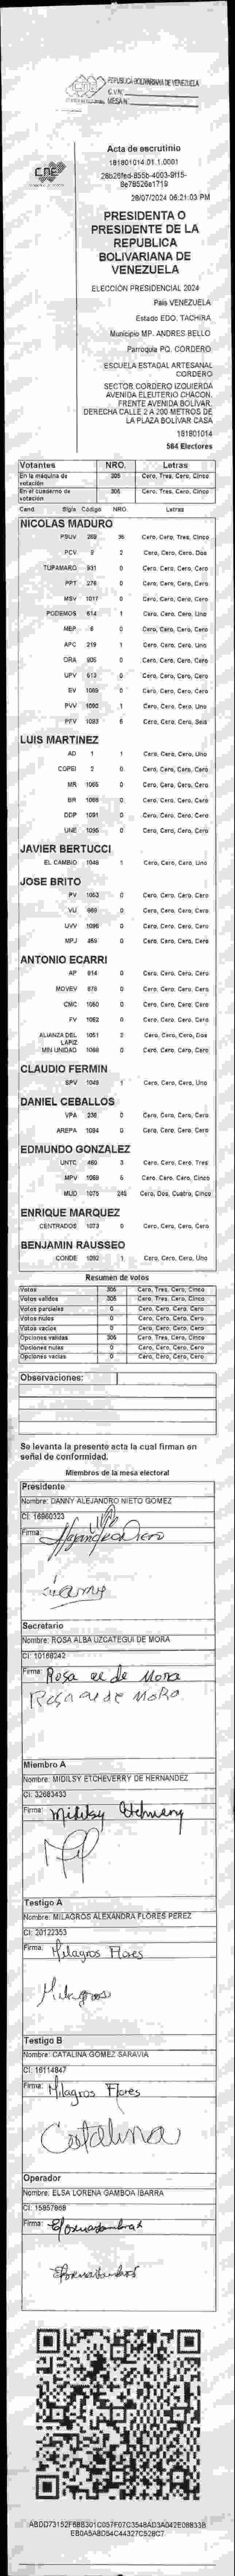 REPUBLICA BOLIVARIANA DE VENEZUELA
C.V.N°
MESA N°
CNE
Acta de escrutinio
181801014.01.1.0001
28/07/2024 06:21:03 PM
PRESIDENTA O
PRESIDENTE DE LA
REPUBLICA
BOLIVARIANA DE
VENEZUELA
ELECCIÓN PRESIDENCIAL 2024
País VENEZUELA
Estado EDO. TACHIRA
Municipio MP. ANDRES BELLO
Parroquia PQ. CORDERO
ESCUELA ESTADAL ARTESANAL
CORDERO
SECTOR CORDERO IZQUIERDA
AVENIDA ELEUTERIO CHACON.
FRENTE AVENIDA BOLIVAR.
DERECHA CALLE 2 A 200 METROS DE
LA PLAZA BOLIVAR CASA
181801014
564 Electores
Votantes NRO. Letras
En la máquina de votación 305 Cero, Tres, Cero, Cinco
En el cuaderno de votación 305 Cero, Tres, Cero, Cinco
Cand Sigla Código NRO. Letras
NICOLAS MADURO
PSUV 269 35 Cero, Cero, Tres, Cinco
PCV 9 2 Cero, Cero, Cero, Dos
TUPAMARO 931 0 Cero, Cero, Cero, Cero
PPT 276 0 Cero, Cero, Cero, Cero
MSV 1017 0 Cero, Cero, Cero, Cero
PODEMOS 614 1 Cero, Cero, Cero, Uno
MEP 6 0 Cero, Cero, Cero, Cero
APC 219 1 Cero, Cero, Cero, Uno
ORA 905 0 Cero, Cero, Cero, Cero
UPV 613 0 Cero, Cero, Cero, Cero
EV 1069 0 Cero, Cero, Cero, Cero
PVV 1090 1 Cero, Cero, Cero, Uno
PFV 1093 6 Cero, Cero, Cero, Seis
LUIS MARTINEZ
AD 1 1 Cero, Cero, Cero, Uno
COPEI 2 0 Cero, Cero, Cero, Cero
MR 1065 0 Cero, Cero, Cero, Cero
BR 1068 0 Cero, Cero, Cero, Cero
DDP 1091 0 Cero, Cero, Cero, Cero
UNE 1095 0 Cero, Cero, Cero, Cero
JAVIER BERTUCCI
EL CAMBIO 1046 1 Cero, Cero, Cero, Uno
JOSE BRITO
PV 1053 0 Cero, Cero, Cero, Cero
VU 969 0 Cero, Cero, Cero, Cero
UVV 1096 0 Cero, Cero, Cero, Cero
MPJ 459 0 Cero, Cero, Cero, Cero
ANTONIO ECARRI
AP 914 0 Cero, Cero, Cero, Cero
MOVEV 878 0 Cero, Cero, Cero, Cero
CMC 1060 0 Cero, Cero, Cero, Cero
FV 1062 0 Cero, Cero, Cero, Cero
ALIANZA DEL LAPIZ 1051 2 Cero, Cero, Cero, Dos
MIN UNIDAD 1098 0 Cero, Cero, Cero, Cero
CLAUDIO FERMIN
SPV 1049 1 Cero, Cero, Cero, Uno
DANIEL CEBALLOS
VPA 236 0 Cero, Cero, Cero, Cero
AREPA 1094 0 Cero, Cero, Cero, Cero
EDMUNDO GONZALEZ
UNTC 460 3 Cero, Cero, Cero, Tres
MPV 1069 5 Cero, Cero, Cero, Cinco
MUD 1075 245 Cero, Dos, Cuatro, Cinco
ENRIQUE MARQUEZ
CENTRADOS 1073 0 Cero, Cero, Cero, Cero
BENJAMIN RAUSSEO
CONDE 1092 1 Cero, Cero, Cero, Uno
Resumen de votos
Votos 305 Cero, Tres, Cero, Cinco
Votos válidos 305 Cero, Tres, Cero, Cinco
Votos parciales 0 Cero, Cero, Cero, Cero
Votos nulos 0 Cero, Cero, Cero, Cero
Votos vacíos 0 Cero, Cero, Cero, Cero
Opciones válidas 305 Cero, Tres, Cero, Cinco
Opciones nulas 0 Cero, Cero, Cero, Cero
Opciones vacías 0 Cero, Cero, Cero, Cero
Observaciones:
Se levanta la presente acta la cual firman en
señal de conformidad.
Miembros de la mesa electoral
Presidente
Nombre: DANNY ALEJANDRO NIETO GOMEZ
CI: 16960323
Firma:
Danny
Secretario
Nombre: ROSA ALBA UZCATEGUI DE MORA
CI: 10168242
Firma: Rosa de Mora
Rosa de Mora
Miembro A
Nombre: MIDILSY ETCHEVERRY DE HERNANDEZ
CI: 32683433
Firma: Midilsy
Testigo A
Nombre: MILAGROS ALEXANDRA FLORES PEREZ
CI: 20122353
Firma: Milagros Flores
Milagros
Testigo B
Nombre: CATALINA GOMEZ SARAVIA
CI: 16114847
Firma: Milagros Flores
Catalina
Operador
Nombre: ELSA LORENA GAMBOA IBARRA
CI: 15857968
Firma: